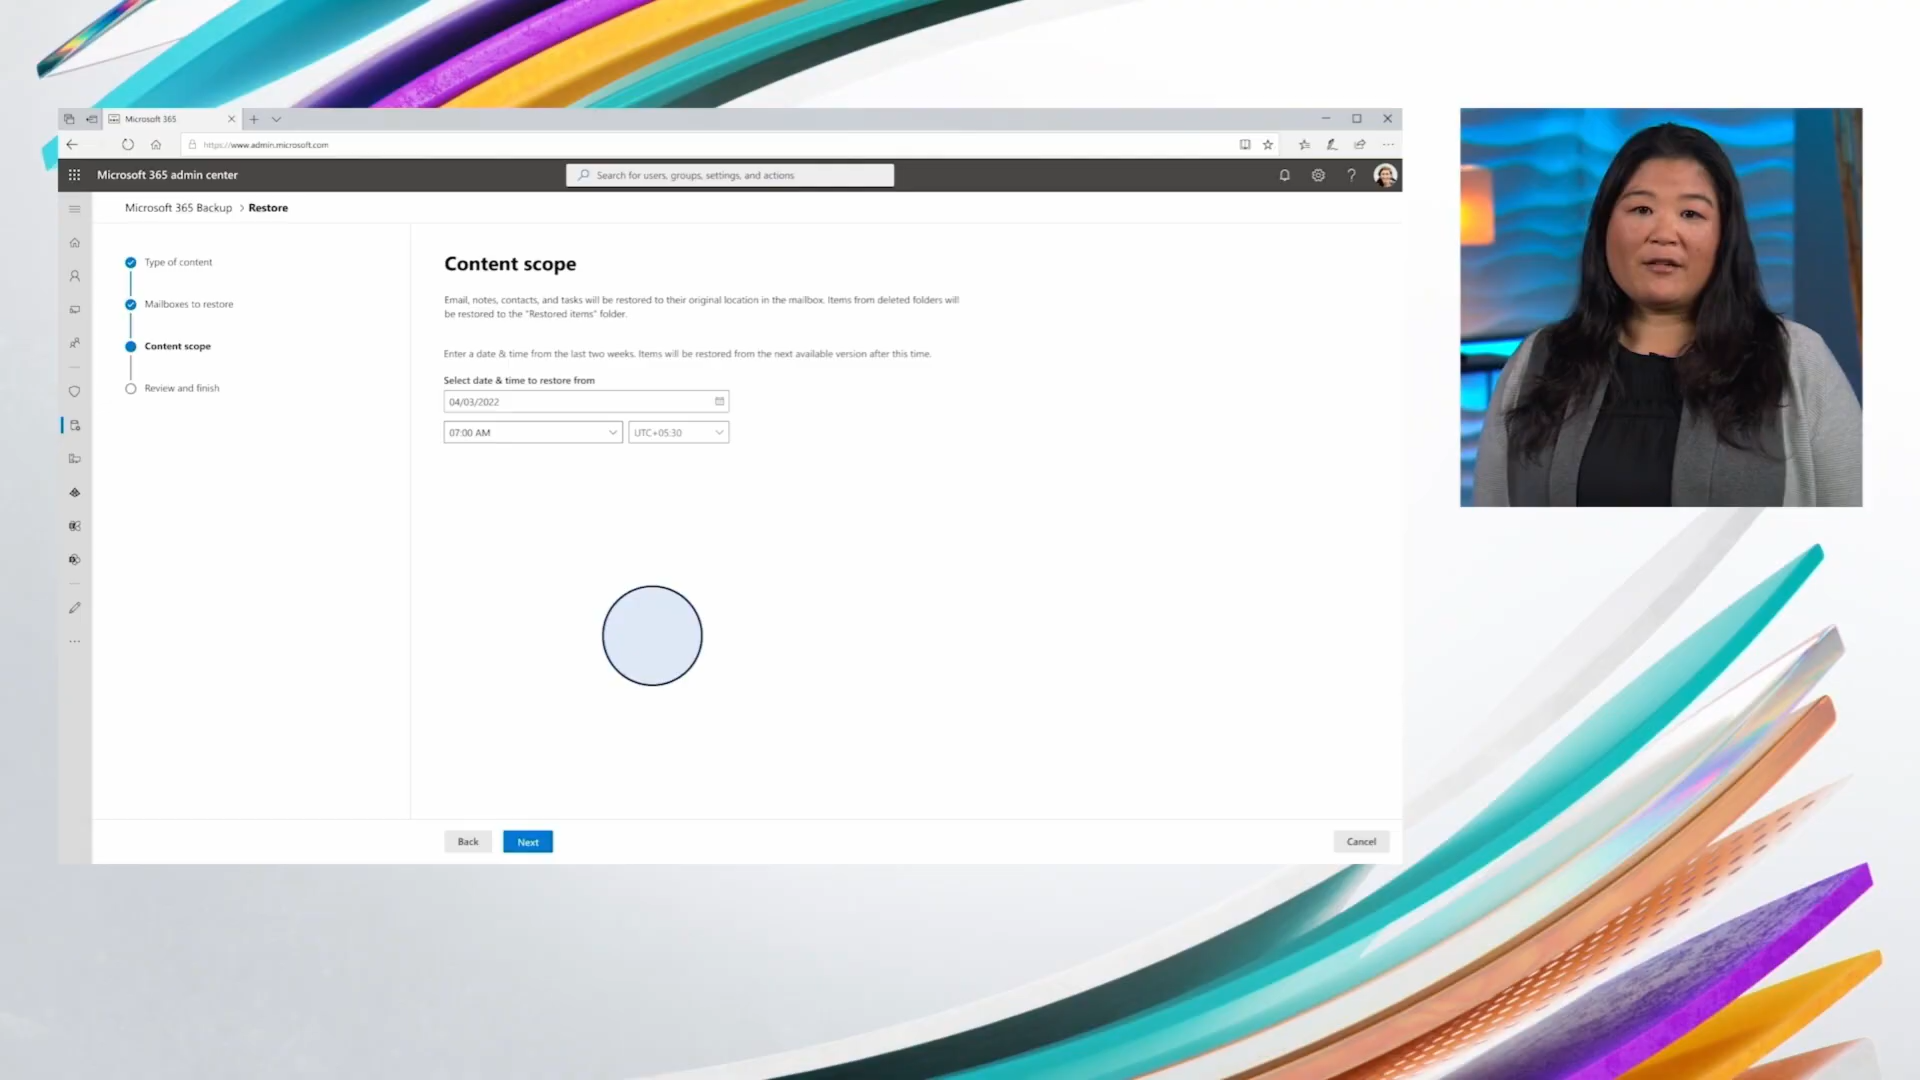 Microsoft 365
https://www.admin.microsoft.com
Microsoft 365 admin center
Search for users, groups, settings, and actions
Microsoft 365 Backup > Restore
Type of content
Mailboxes to restore
Content scope
Review and finish
Content scope
Email, notes, contacts, and tasks will be restored to their original location in the mailbox. Items from deleted folders will
be restored to the "Restored items" folder.
Enter a date & time from the last two weeks. Items will be restored from the next available version after this time.
Select date & time to restore from
04/03/2022
07:00 AM
UTC+05:30
Back
Next
Cancel